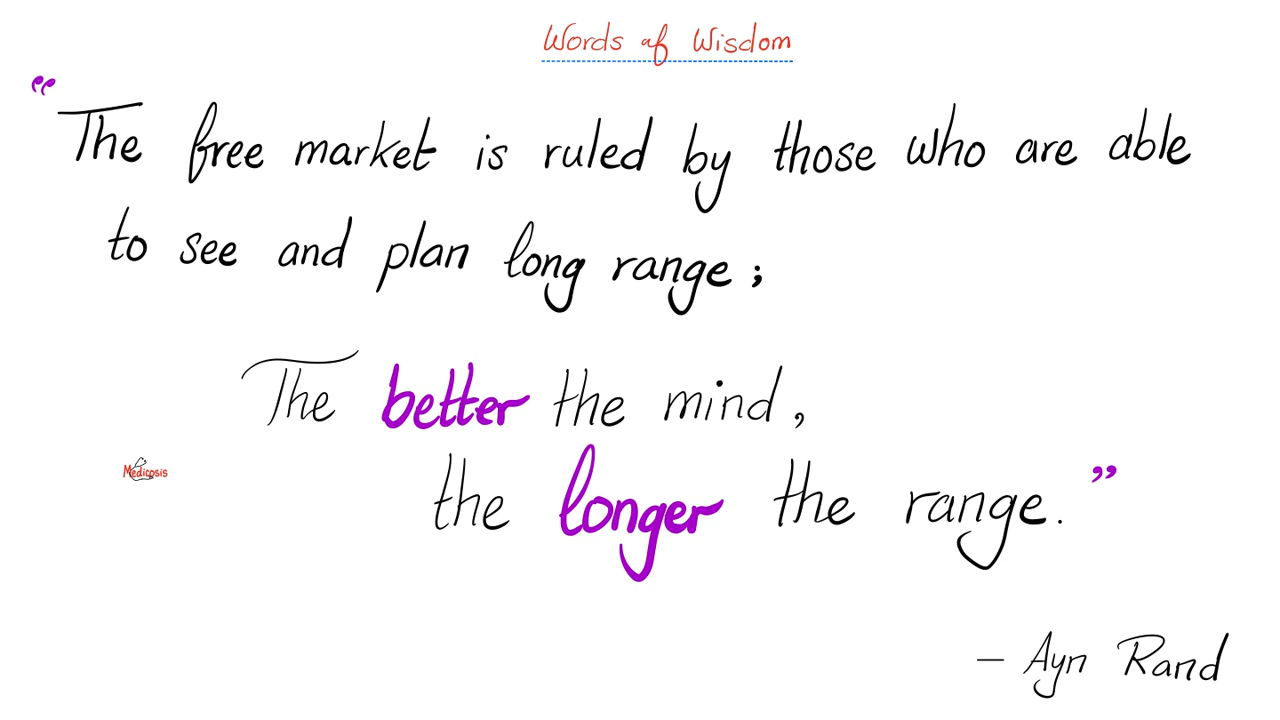 Words of Wisdom
“The free market is ruled by those who are able
to see and plan long range;
The better the mind,
the longer the range.”
Medicosis
– Ayn Rand